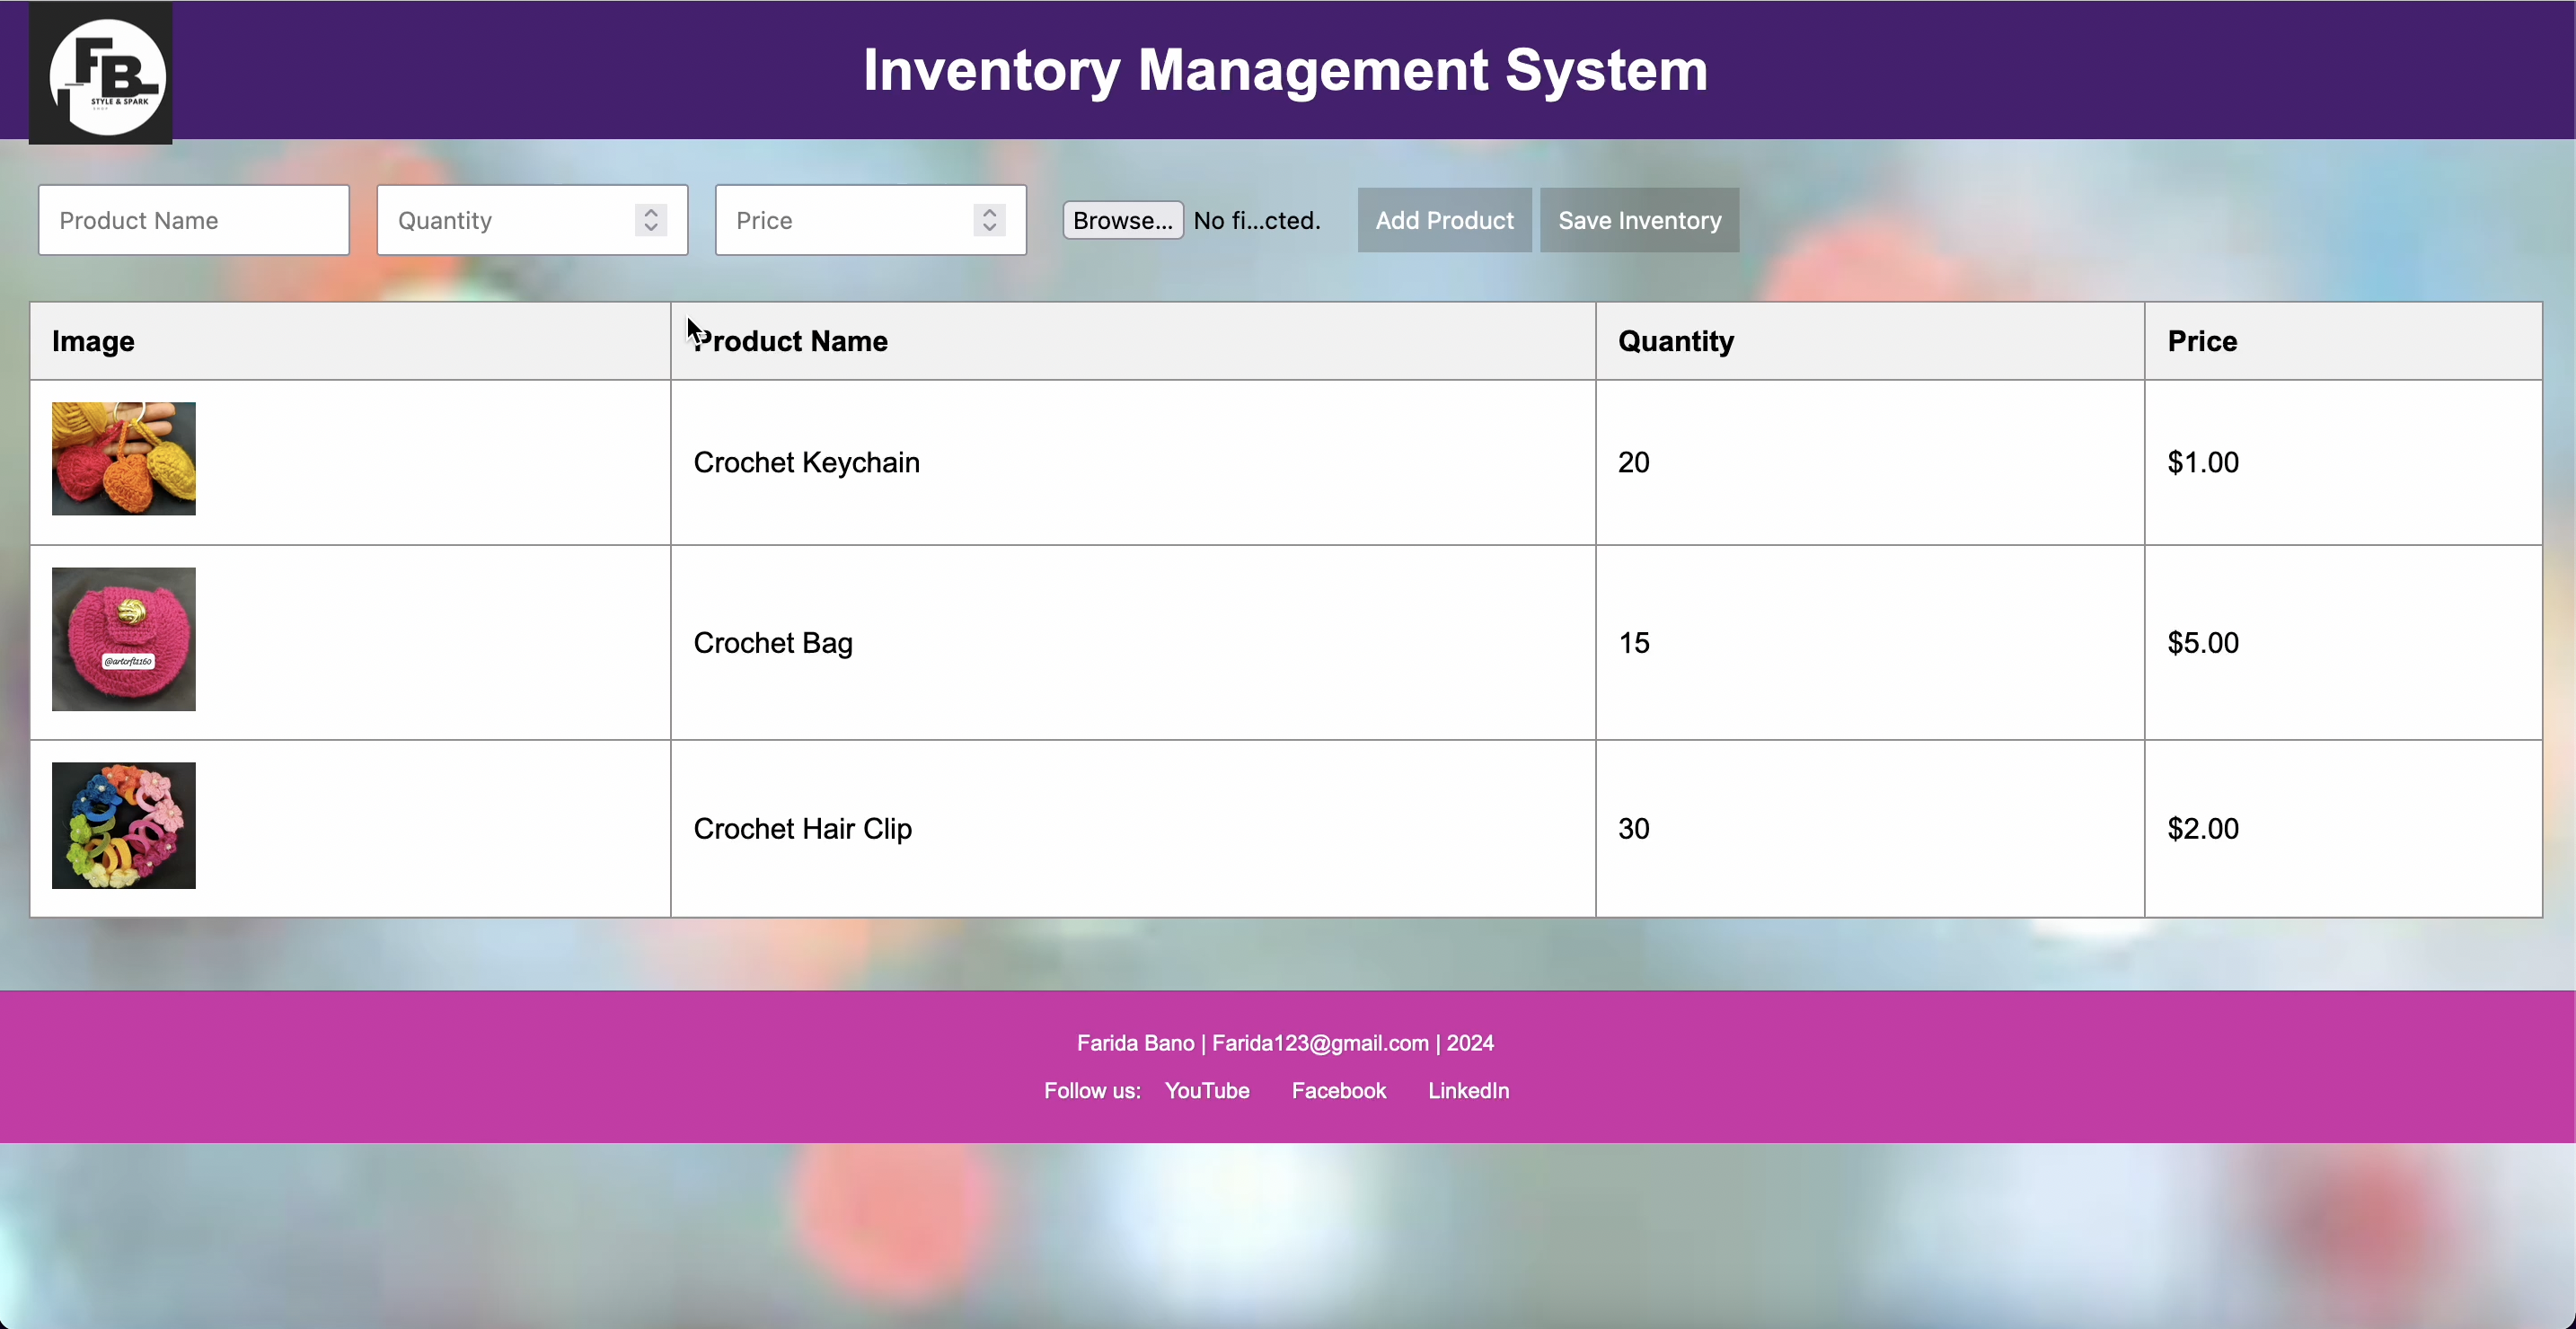 FB
STYLE & SPARK
Inventory Management System
Product Name
Quantity
Price
Browse... No fi...cted.
Add Product
Save Inventory
Image Product Name Quantity Price
Crochet Keychain 20 $1.00
@artcrft1160
Crochet Bag 15 $5.00
Crochet Hair Clip 30 $2.00
Farida Bano | Farida123@gmail.com | 2024
Follow us: YouTube Facebook LinkedIn